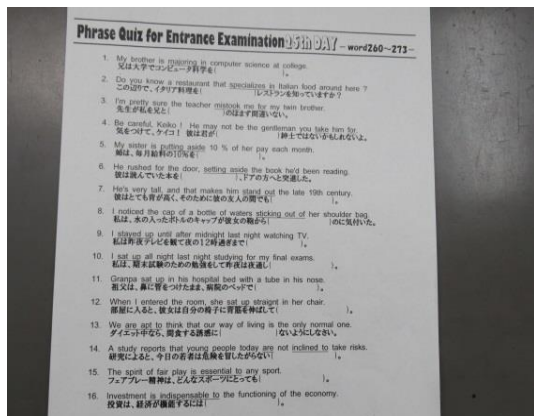 Phrase Quiz for Entrance Examination 15th DAY - word260~273-
1. My brother is majoring in computer science at college.
兄は大学でコンピュータ科学を( )。
2. Do you know a restaurant that specializes in Italian food around here ?
この辺りで、イタリア料理を( )レストランを知っていますか？
3. I'm pretty sure the teacher mistook me for my twin brother.
先生が私を兄と( )のはまず間違いない。
4. Be careful, Keiko ! He may not be the gentleman you take him for.
気をつけて、ケイコ！ 彼は君が( )紳士ではないかもしれないよ。
5. My sister is putting aside 10 % of her pay each month.
姉は、毎月給料の10%を( )。
6. He rushed for the door, setting aside the book he'd been reading.
彼は読んでいた本を( )、ドアの方へと突進した。
7. He's very tall, and that makes him stand out the late 19th century.
彼はとても背が高く、そのために彼の友人の間でも( )。
8. I noticed the cap of a bottle of waters sticking out of her shoulder bag.
私は、水の入ったボトルのキャップが彼女の鞄から( )のに気付いた。
9. I stayed up until after midnight last night watching TV.
私は昨夜テレビを観て夜の12時過ぎまで( )。
10. I sat up all night last night studying for my final exams.
私は、期末試験のための勉強をして昨夜は夜通し( )。
11. Granpa sat up in his hospital bed with a tube in his nose.
祖父は、鼻に管をつけたまま、病院のベッドで( )。
12. When I entered the room, she sat up straight in her chair.
部屋に入ると、彼女は自分の椅子に背筋を伸ばして( )。
13. We are apt to think that our way of living is the only normal one.
ダイエット中なら、間食する誘惑に( )ないようにしなさい。
14. A study reports that young people today are not inclined to take risks.
研究によると、今日の若者は危険を冒したがらない( )。
15. The spirit of fair play is essential to any sport.
フェアプレー精神は、どんなスポーツにとっても( )。
16. Investment is indispensable to the functioning of the economy.
投資は、経済が機能するには( )。